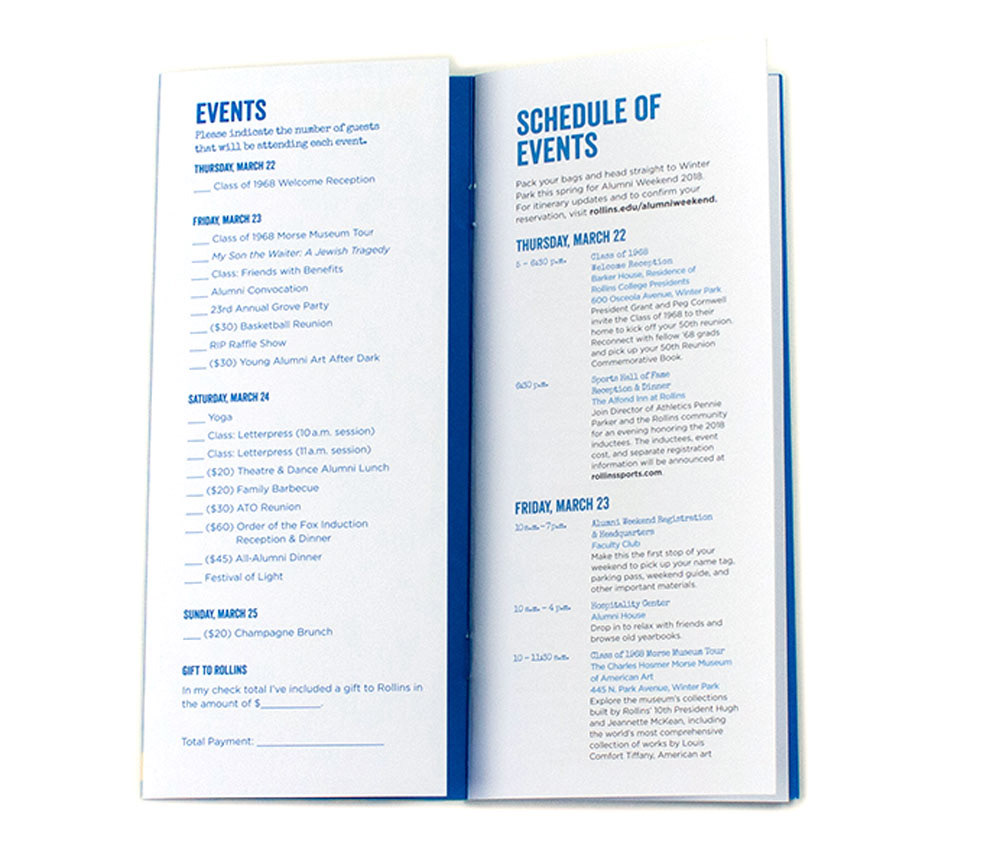 EVENTS
Please indicate the number of guests
that will be attending each event.
THURSDAY, MARCH 22
___ Class of 1968 Welcome Reception
FRIDAY, MARCH 23
___ Class of 1968 Morse Museum Tour
___ My Son the Waiter: A Jewish Tragedy
___ Class: Friends with Benefits
___ Alumni Convocation
___ 23rd Annual Grove Party
___ ($30) Basketball Reunion
___ RIP Raffle Show
___ ($30) Young Alumni Art After Dark
SATURDAY, MARCH 24
___ Yoga
___ Class: Letterpress (10 a.m. session)
___ Class: Letterpress (11 a.m. session)
___ ($20) Theatre & Dance Alumni Lunch
___ ($20) Family Barbecue
___ ($30) ATO Reunion
___ ($60) Order of the Fox Induction
Reception & Dinner
___ ($45) All-Alumni Dinner
___ Festival of Light
SUNDAY, MARCH 25
___ ($20) Champagne Brunch
GIFT TO ROLLINS
In my check total I've included a gift to Rollins in
the amount of $__________.
Total Payment: ____________________
SCHEDULE OF
EVENTS
Pack your bags and head straight to Winter
Park this spring for Alumni Weekend 2018.
For itinerary updates and to confirm your
reservation, visit rollins.edu/alumniweekend.
THURSDAY, MARCH 22
5 – 6:30 p.m.
Class of 1968
Welcome Reception
Barker House, Residence of
Rollins College Presidents
600 Osceola Avenue, Winter Park
President Grant and Peg Cornwell
invite the Class of 1968 to their
home to kick off your 50th reunion.
Reconnect with fellow '68 grads
and pick up your 50th Reunion
Commemorative Book.
6:30 p.m.
Sports Hall of Fame
Reception & Dinner
The Alfond Inn at Rollins
Join Director of Athletics Pennie
Parker and the Rollins community
for an evening honoring the 2018
inductees. The inductees, event
cost, and separate registration
information will be announced at
rollinssports.com.
FRIDAY, MARCH 23
10 a.m. – 7 p.m.
Alumni Weekend Registration
& Headquarters
Faculty Club
Make this the first stop of your
weekend to pick up your name tag,
parking pass, weekend guide, and
other important materials.
10 a.m. – 4 p.m.
Hospitality Center
Alumni House
Drop in to relax with friends and
browse old yearbooks.
10 – 11:30 a.m.
Class of 1968 Morse Museum Tour
The Charles Hosmer Morse Museum
of American Art
445 N. Park Avenue, Winter Park
Explore the museum's collections
built by Rollins' 10th President Hugh
and Jeannette McKean, including
the world's most comprehensive
collection of works by Louis
Comfort Tiffany, American art